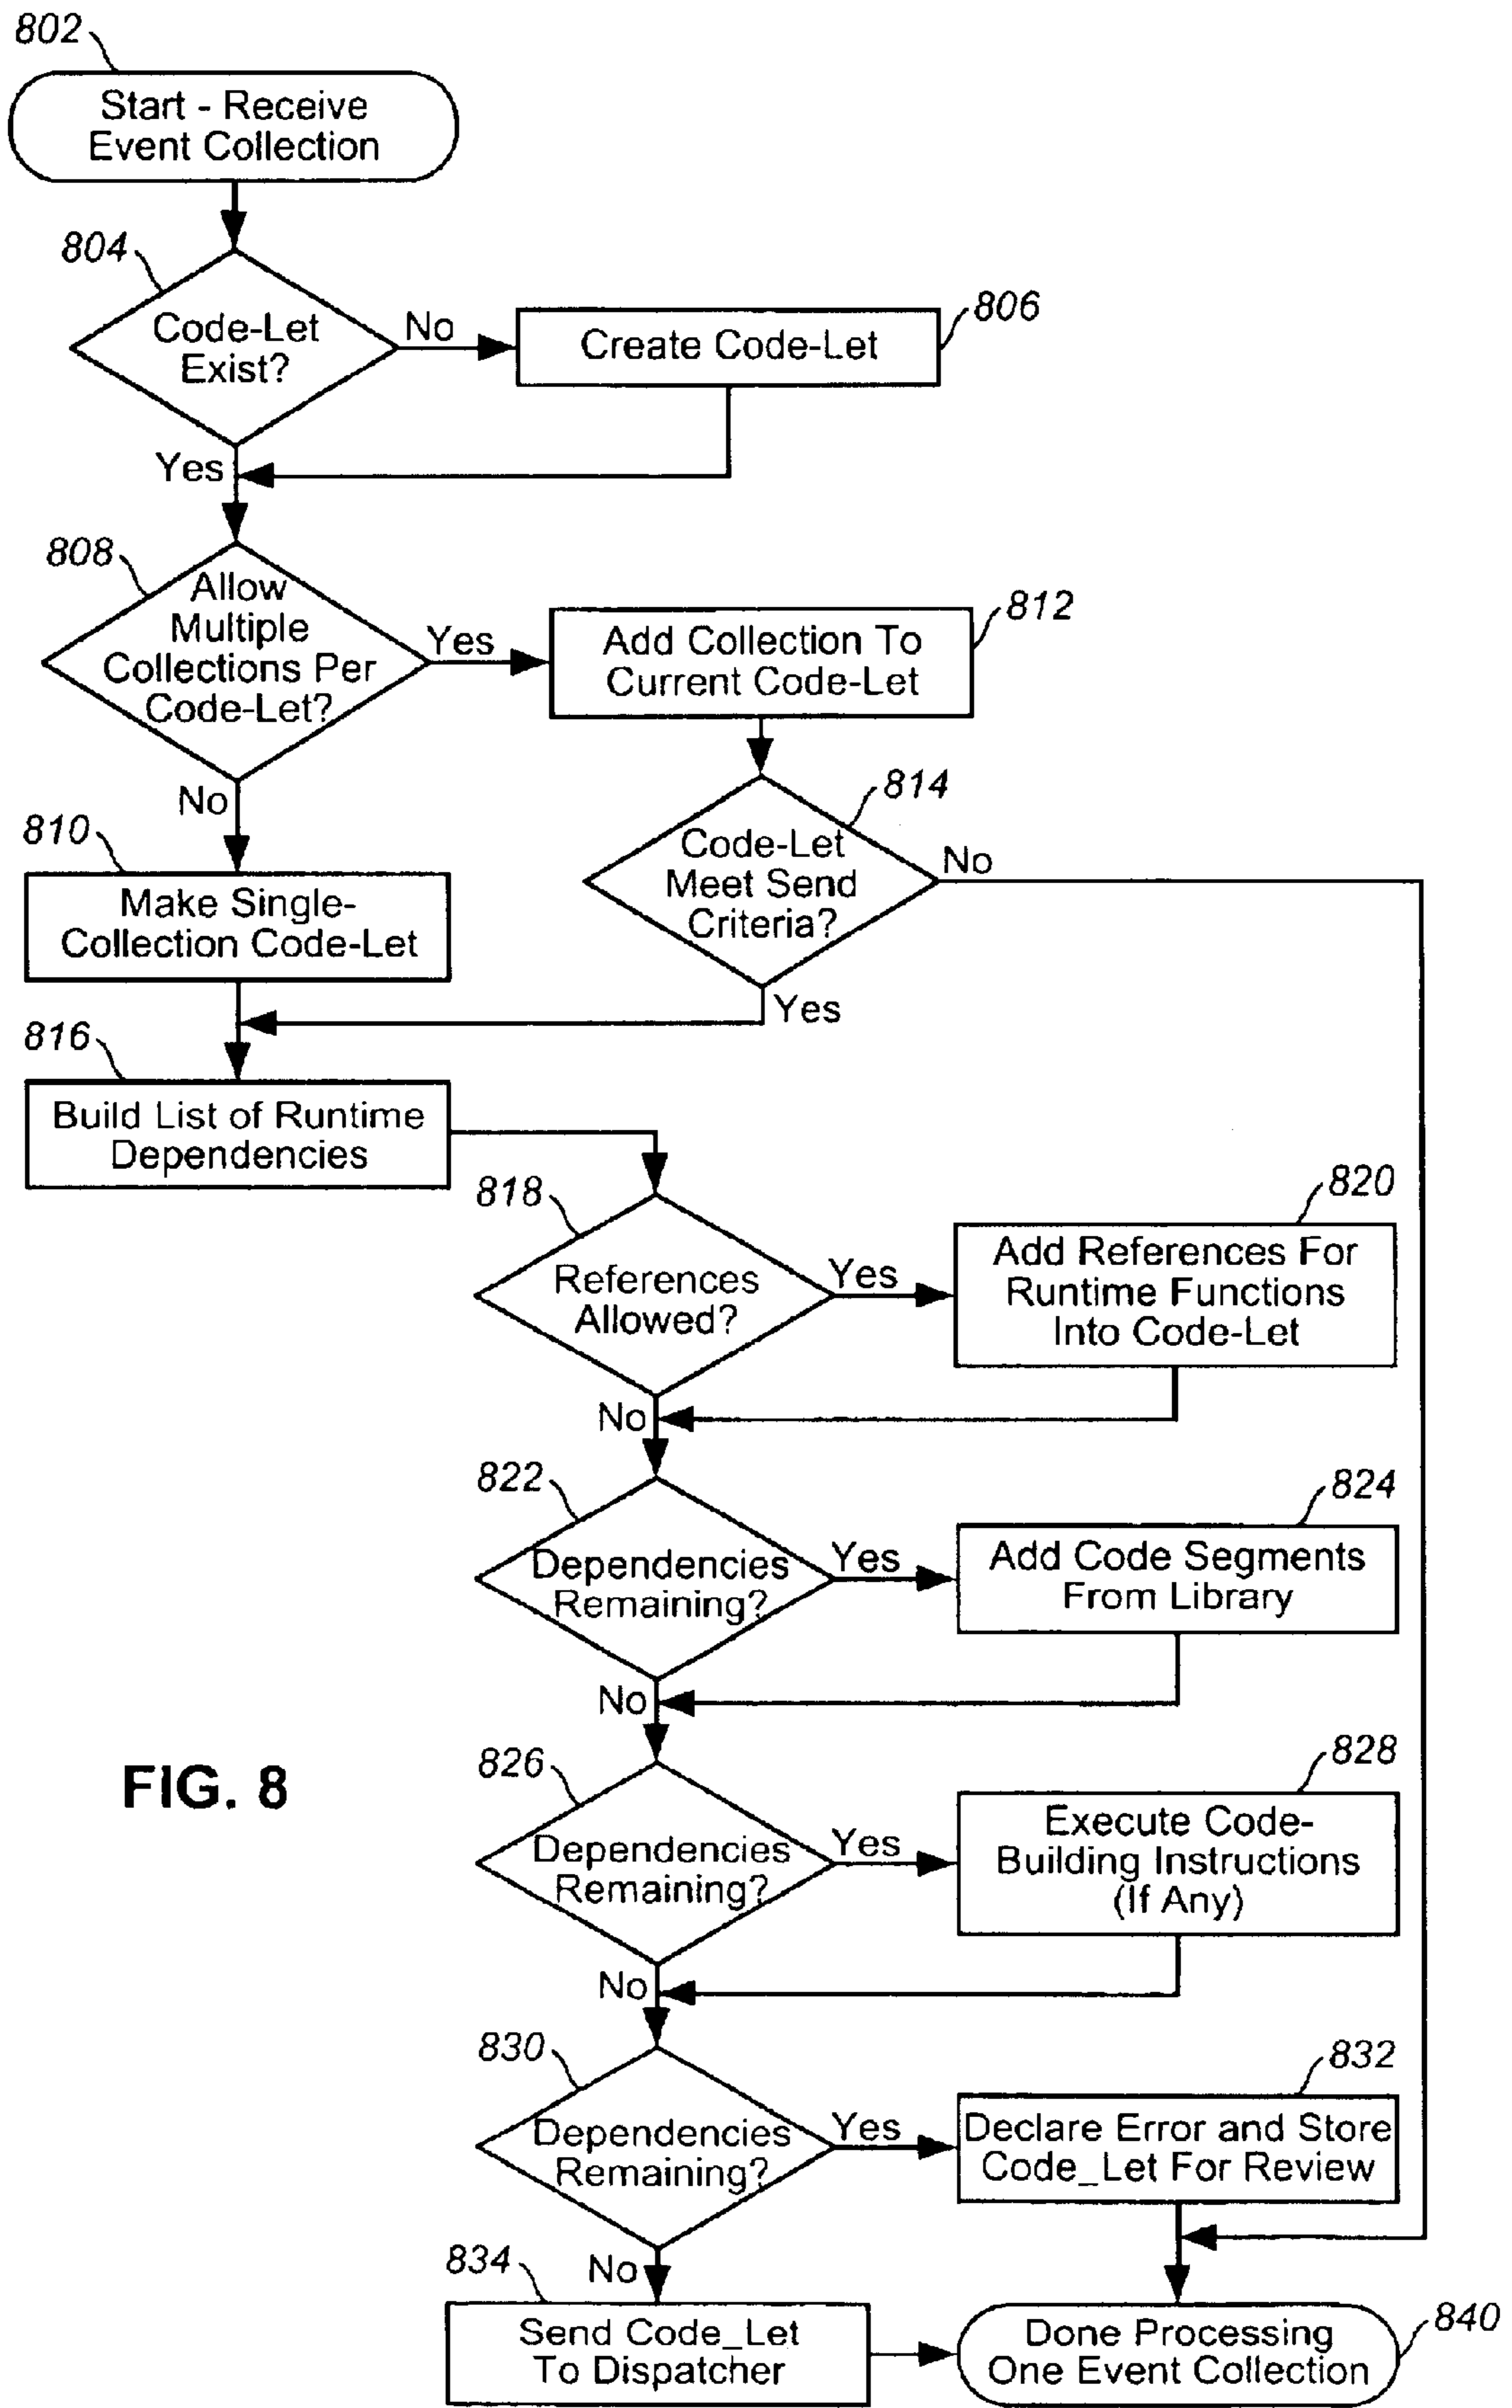 802
Start - Receive
Event Collection
804
Code-Let
Exist?
No
806
Create Code-Let
Yes
808
Allow
Multiple
Collections Per
Code-Let?
Yes
812
Add Collection To
Current Code-Let
No
814
Code-Let
Meet Send
Criteria?
No
Yes
810
Make Single-
Collection Code-Let
816
Build List of Runtime
Dependencies
818
References
Allowed?
Yes
820
Add References For
Runtime Functions
Into Code-Let
No
822
Dependencies
Remaining?
Yes
824
Add Code Segments
From Library
No
FIG. 8
826
Dependencies
Remaining?
Yes
828
Execute Code-
Building Instructions
(If Any)
No
830
Dependencies
Remaining?
Yes
832
Declare Error and Store
Code_Let For Review
No
834
Send Code_Let
To Dispatcher
840
Done Processing
One Event Collection